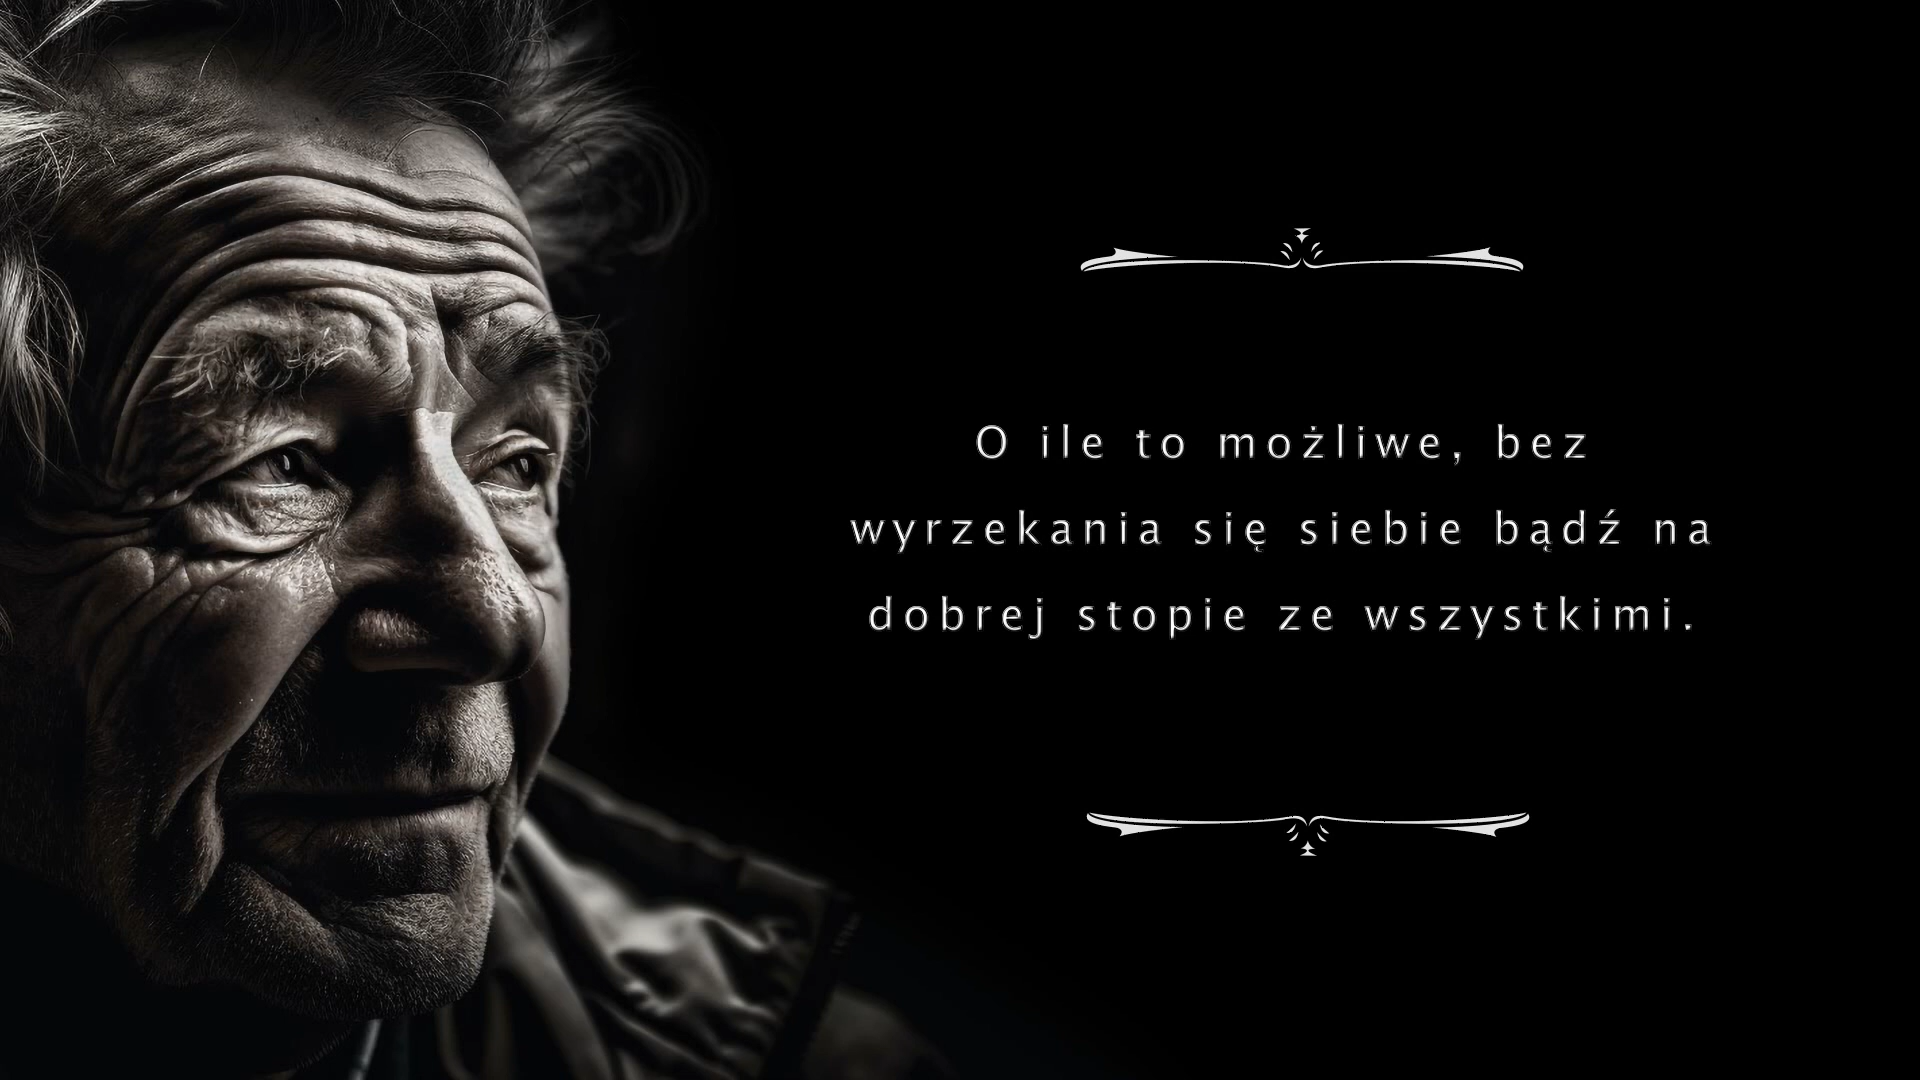 O ile to możliwe, bez
wyrzekania się siebie bądź na
dobrej stopie ze wszystkimi.